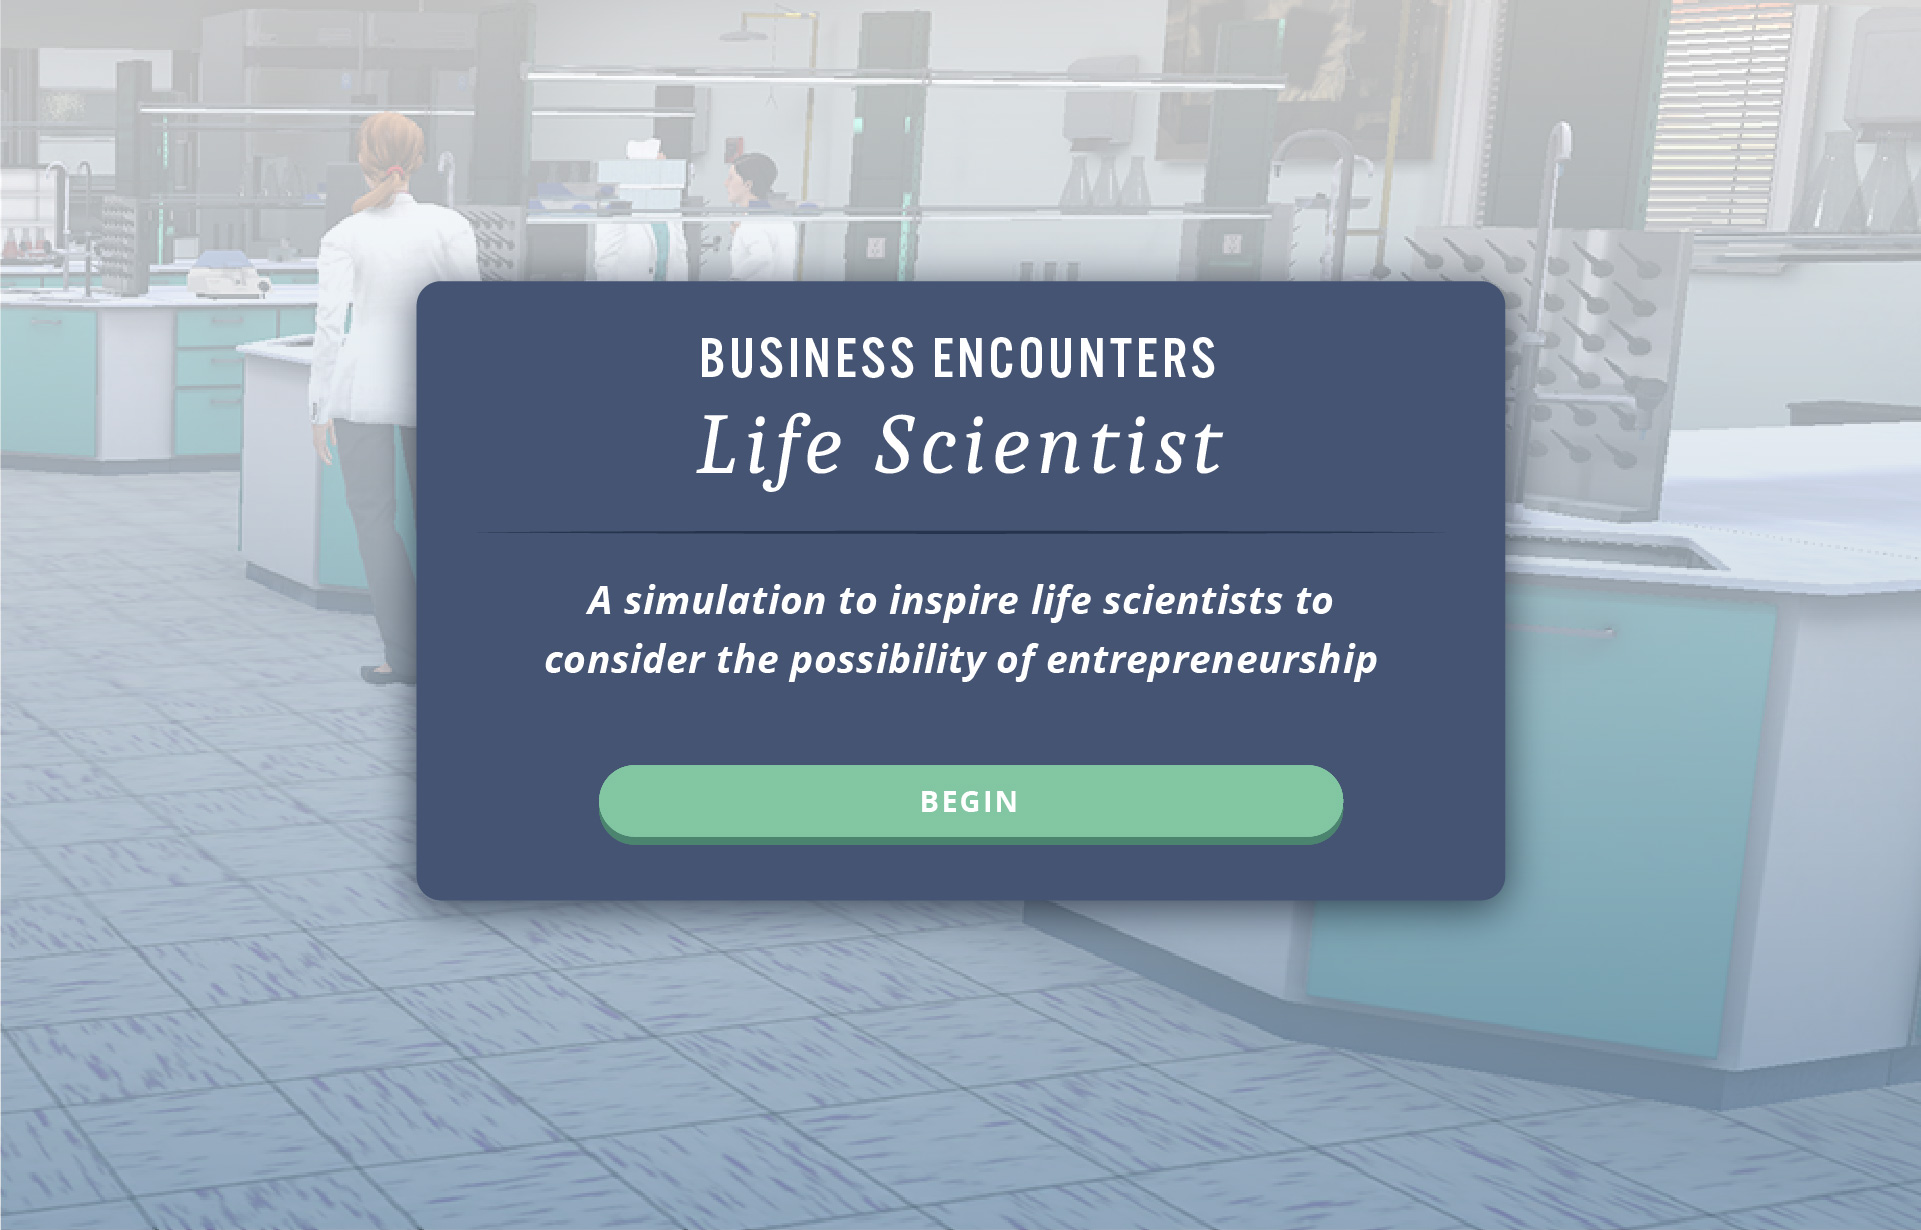 BUSINESS ENCOUNTERS
Life Scientist
A simulation to inspire life scientists to
consider the possibility of entrepreneurship
BEGIN